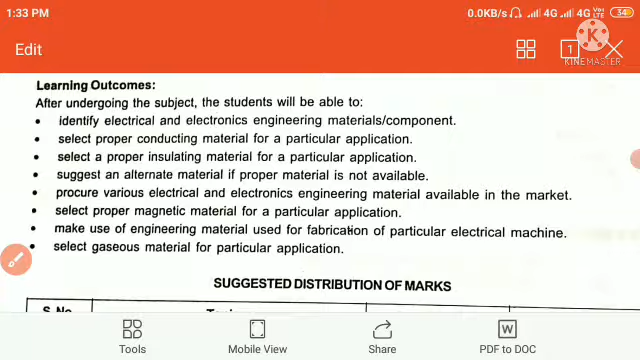 1:33 PM 0.0KB/s 4G 4G Vo LTE 34
Edit 1
KINEMASTER
Learning Outcomes:
After undergoing the subject, the students will be able to:
• identify electrical and electronics engineering materials/component.
• select proper conducting material for a particular application.
• select a proper insulating material for a particular application.
• suggest an alternate material if proper material is not available.
• procure various electrical and electronics engineering material available in the market.
• select proper magnetic material for a particular application.
• make use of engineering material used for fabrication of particular electrical machine.
• select gaseous material for particular application.
SUGGESTED DISTRIBUTION OF MARKS
Tools Mobile View Share PDF to DOC